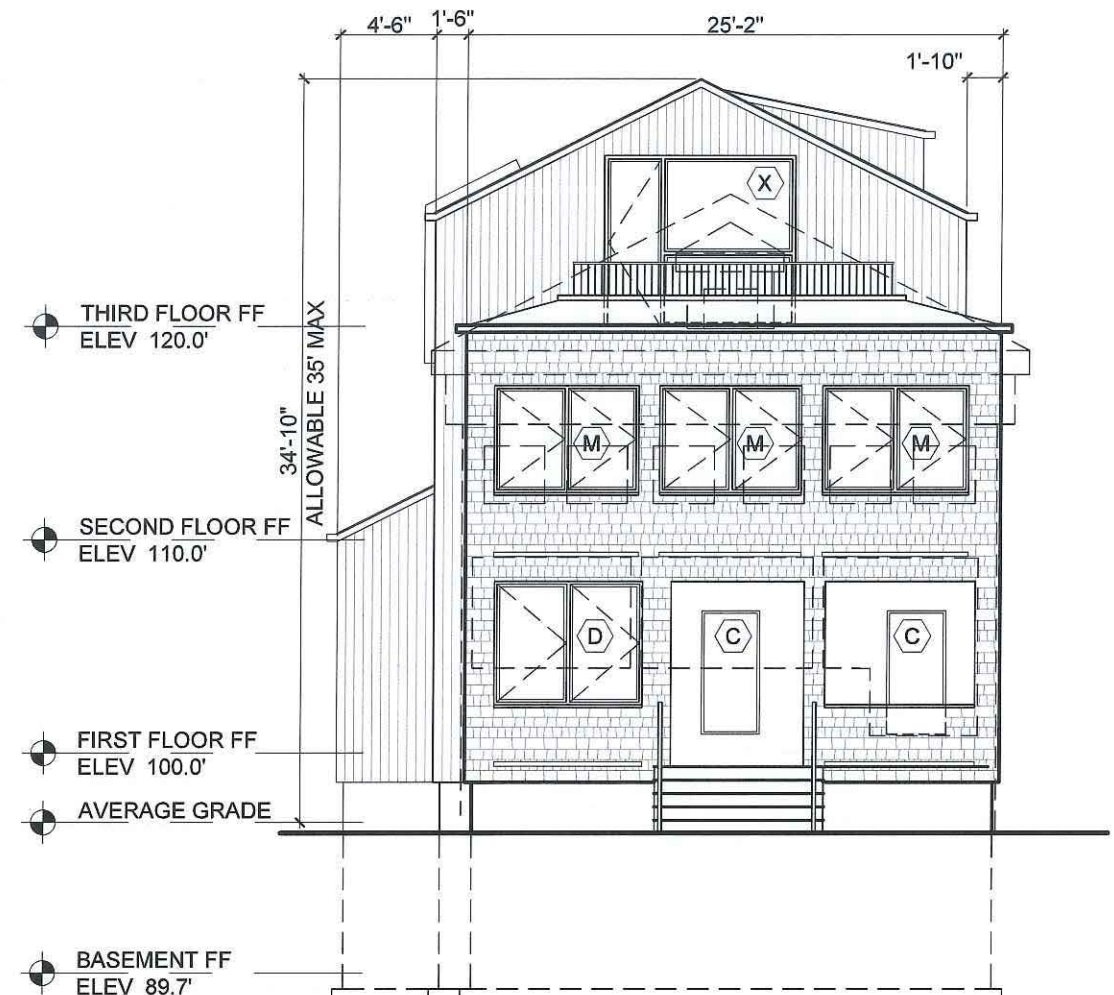 4'-6" 1'-6" 25'-2"
1'-10"
34'-10"
ALLOWABLE 35' MAX
X
THIRD FLOOR FF
ELEV 120.0'
M M M
SECOND FLOOR FF
ELEV 110.0'
D C C
FIRST FLOOR FF
ELEV 100.0'
AVERAGE GRADE
BASEMENT FF
ELEV 89.7'